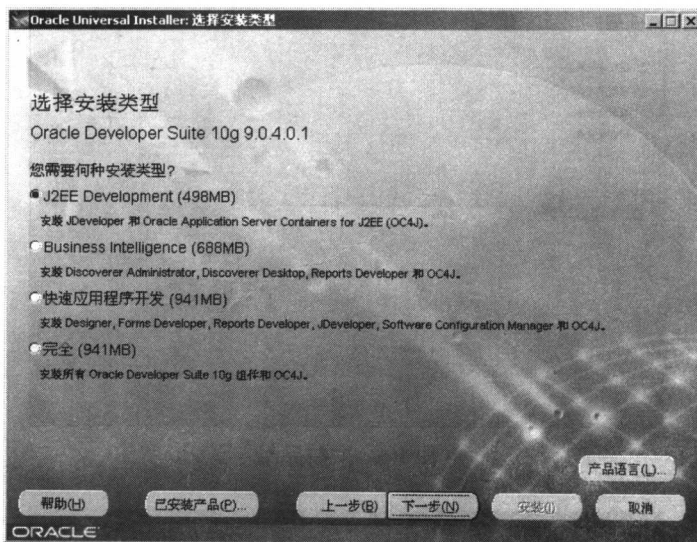 Oracle Universal Installer: 选择安装类型
选择安装类型
Oracle Developer Suite 10g 9.0.4.0.1
您需要何种安装类型?
J2EE Development (498MB)
安装 JDeveloper 和 Oracle Application Server Containers for J2EE (OC4J)。
Business Intelligence (688MB)
安装 Discoverer Administrator, Discoverer Desktop, Reports Developer 和 OC4J。
快速应用程序开发 (941MB)
安装 Designer, Forms Developer, Reports Developer, JDeveloper, Software Configuration Manager 和 OC4J。
完全 (941MB)
安装所有 Oracle Developer Suite 10g 组件和 OC4J。
产品语言(L)...
帮助(H) 已安装产品(P)... 上一步(B) 下一步(N) 安装(I) 取消
ORACLE